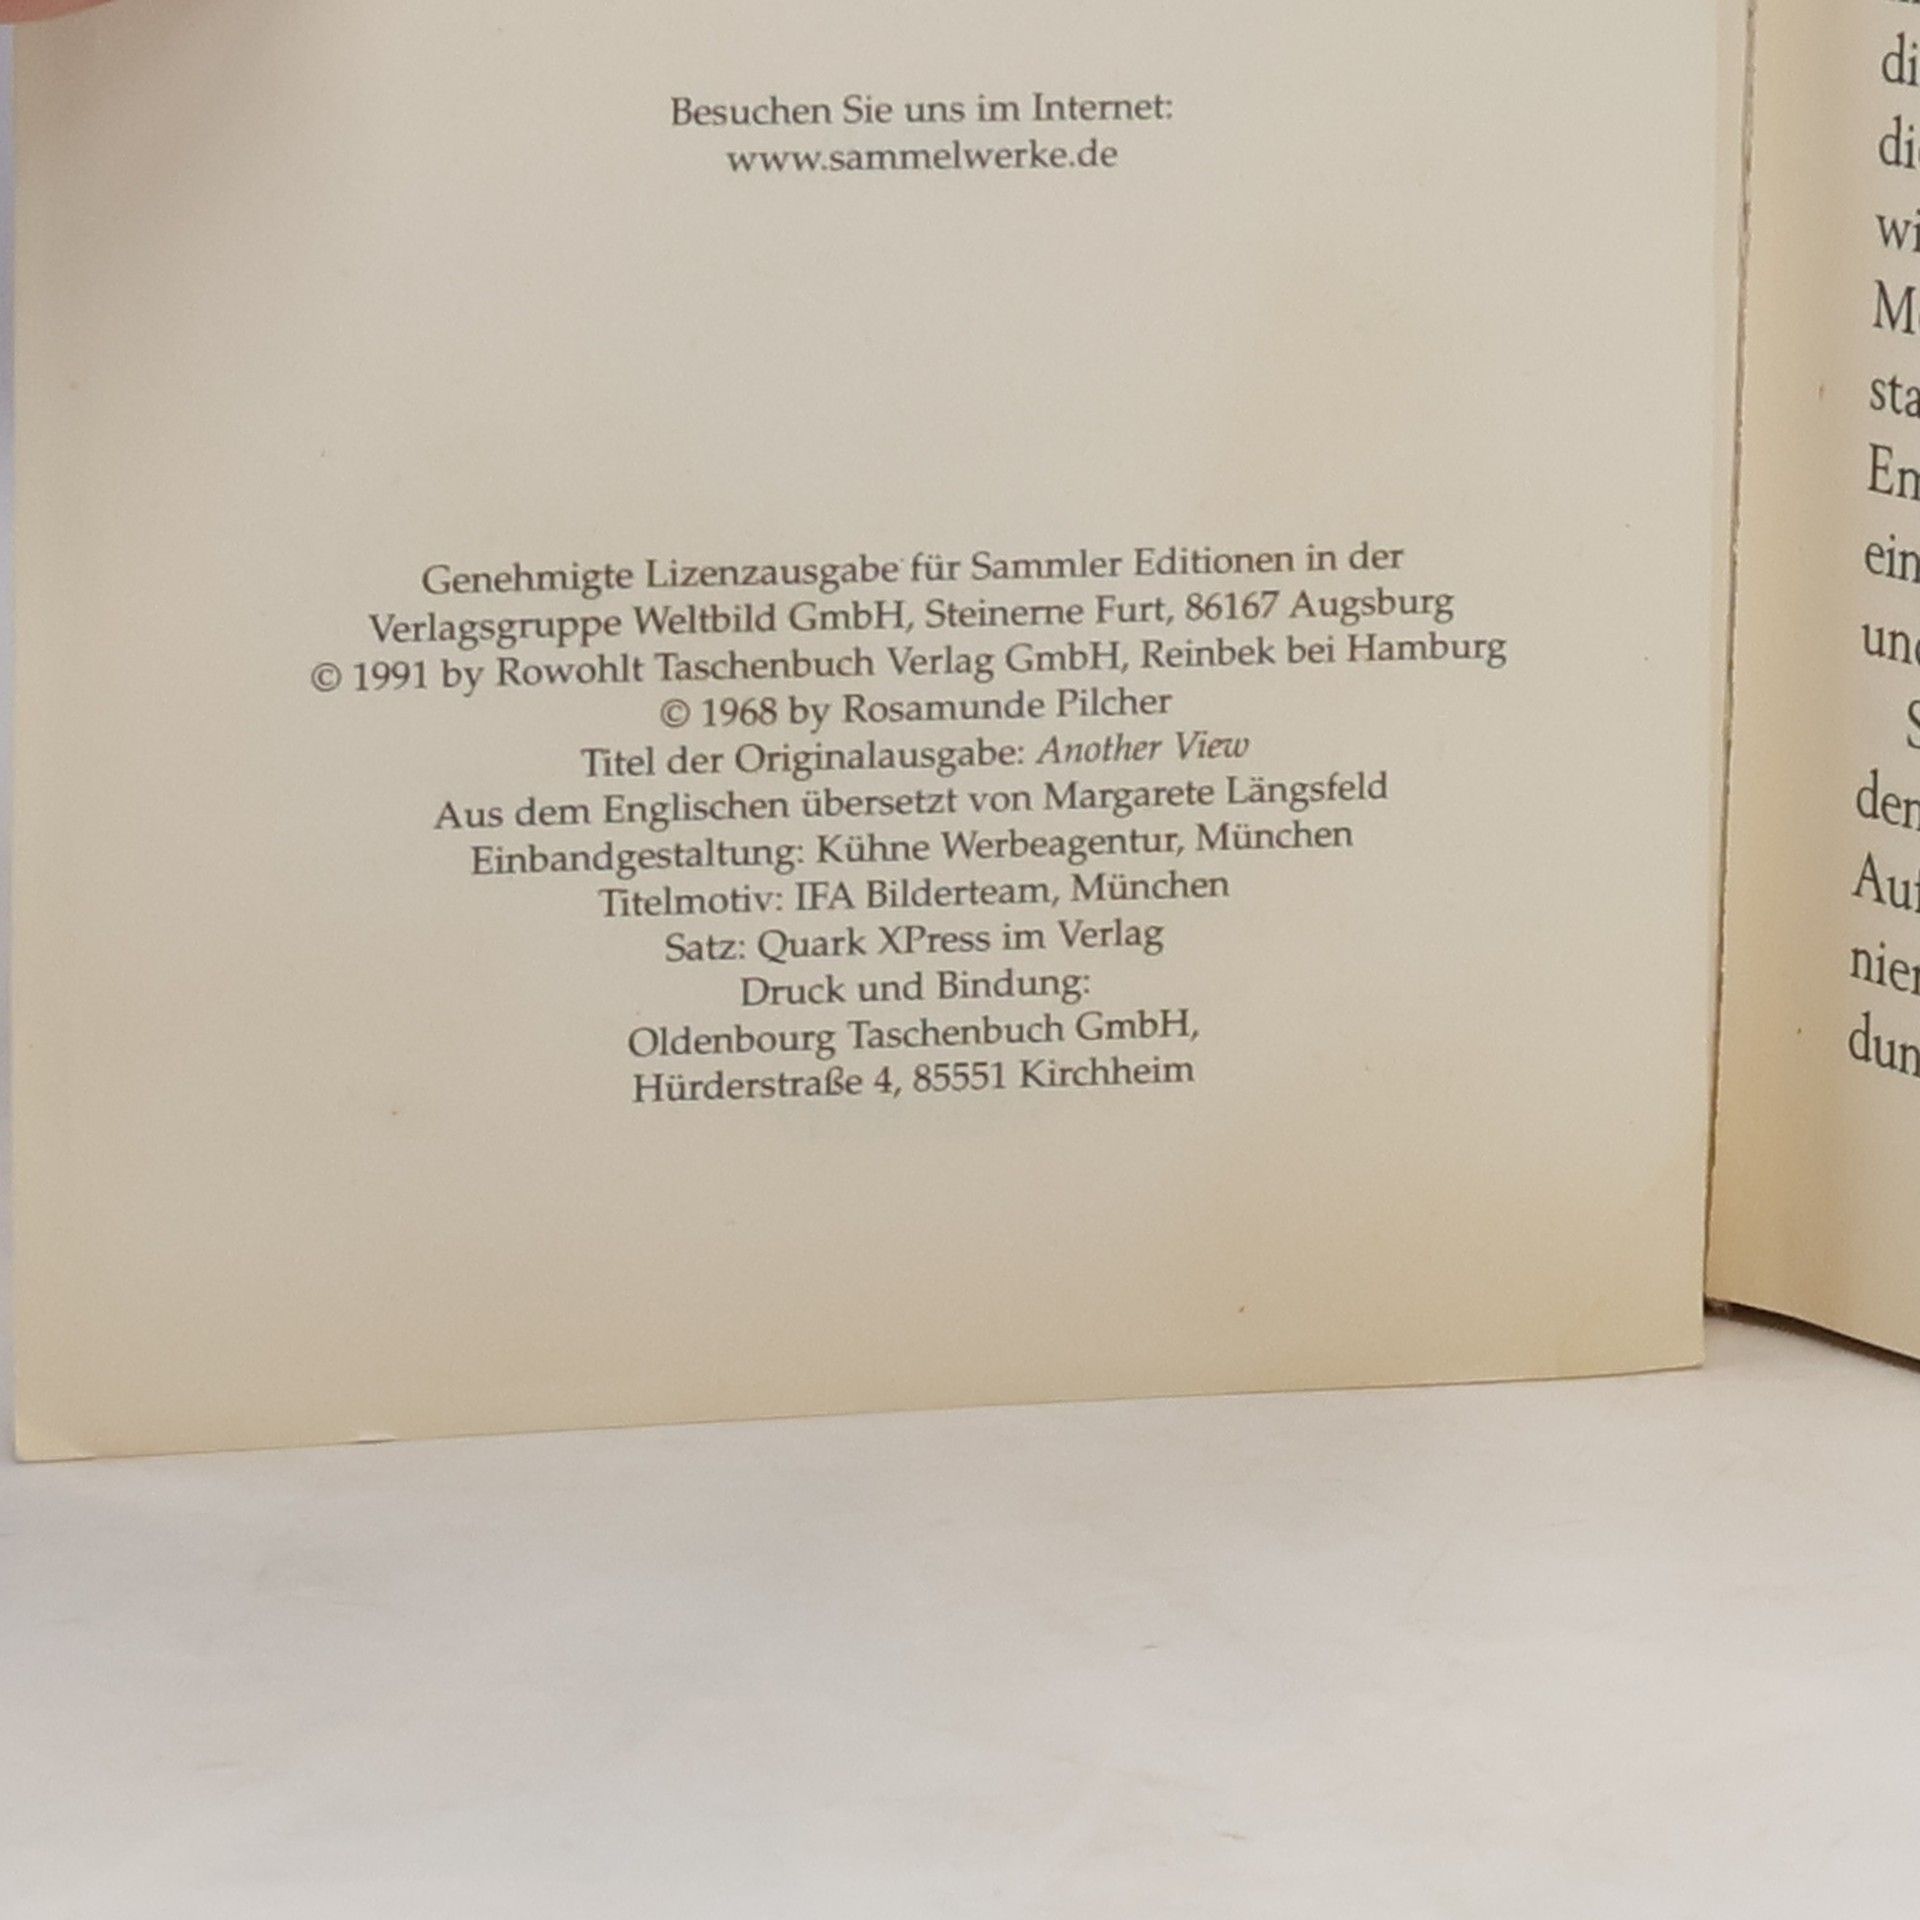 Besuchen Sie uns im Internet:
www.sammelwerke.de
Genehmigte Lizenzausgabe für Sammler Editionen in der
Verlagsgruppe Weltbild GmbH, Steinerne Furt, 86167 Augsburg
© 1991 by Rowohlt Taschenbuch Verlag GmbH, Reinbek bei Hamburg
© 1968 by Rosamunde Pilcher
Titel der Originalausgabe: Another View
Aus dem Englischen übersetzt von Margarete Längsfeld
Einbandgestaltung: Kühne Werbeagentur, München
Titelmotiv: IFA Bilderteam, München
Satz: Quark XPress im Verlag
Druck und Bindung:
Oldenbourg Taschenbuch GmbH,
Hürderstraße 4, 85551 Kirchheim